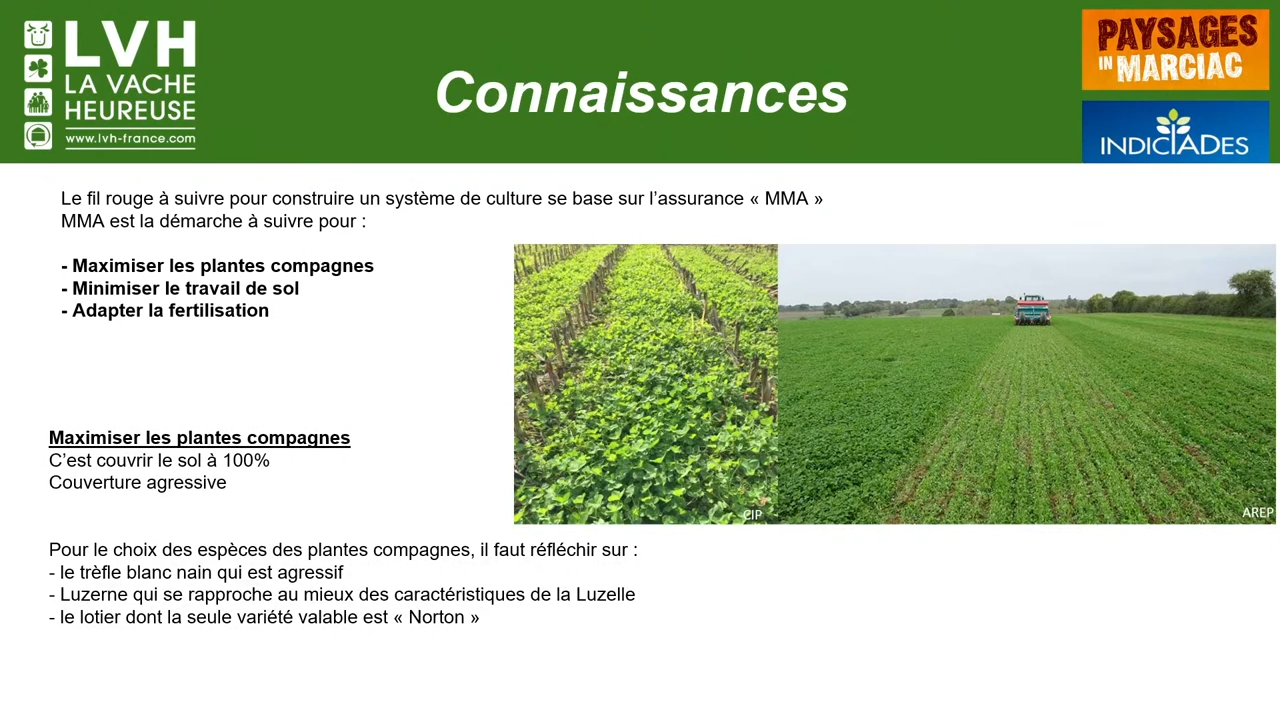 LVH
LA VACHE
HEUREUSE
www.lvh-france.com
Connaissances
PAYSAGES
IN MARCIAC
INDICIADES
Le fil rouge à suivre pour construire un système de culture se base sur l’assurance « MMA »
MMA est la démarche à suivre pour :
- Maximiser les plantes compagnes
- Minimiser le travail de sol
- Adapter la fertilisation
CIP
AREP
Maximiser les plantes compagnes
C’est couvrir le sol à 100%
Couverture agressive
Pour le choix des espèces des plantes compagnes, il faut réfléchir sur :
- le trèfle blanc nain qui est agressif
- Luzerne qui se rapproche au mieux des caractéristiques de la Luzelle
- le lotier dont la seule variété valable est « Norton »